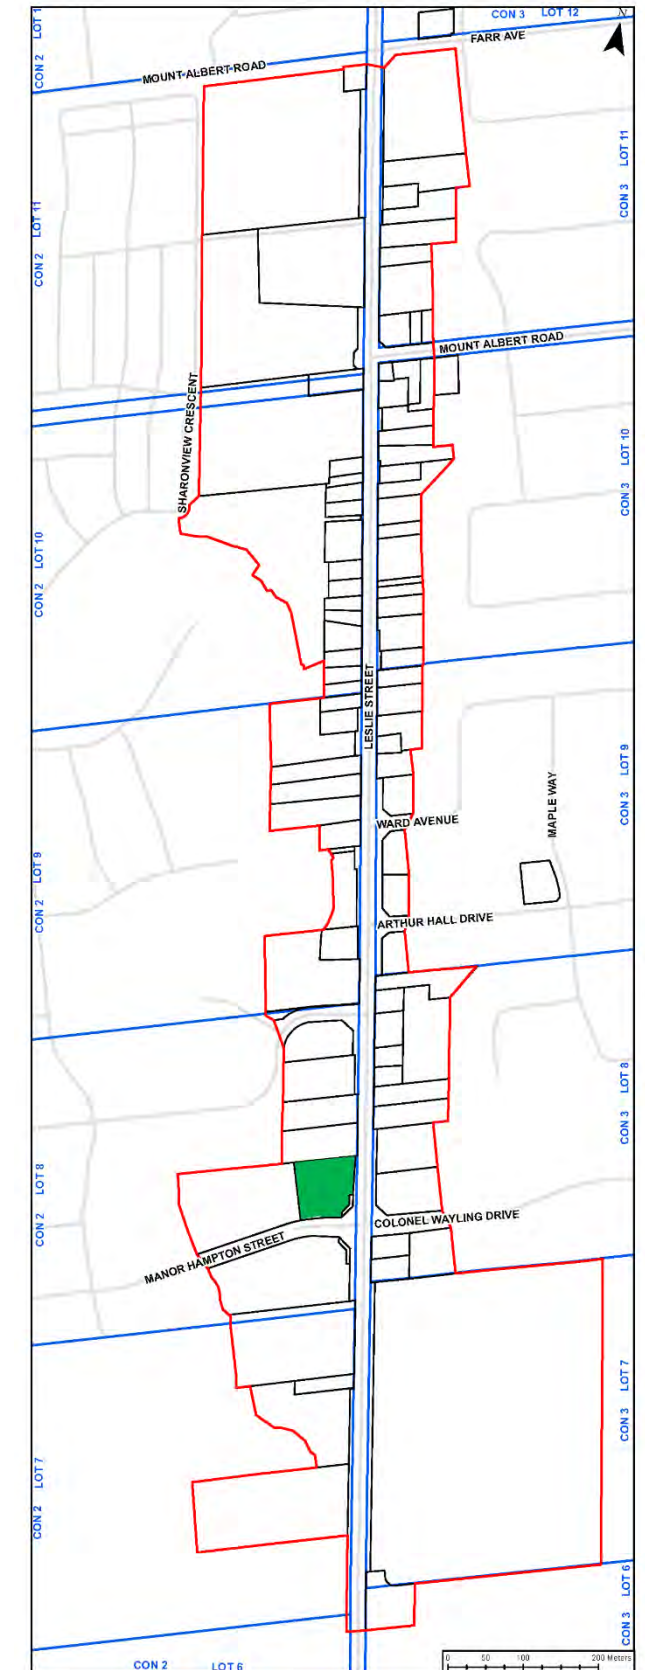 CON 3 LOT 12
N
LOT 1
FARR AVE
CON 2
MOUNT ALBERT ROAD
LOT 11
CON 3
LOT 11
CON 2
MOUNT ALBERT ROAD
SHARONVIEW CRESCENT
LOT 10
CON 3
LOT 10
CON 2
LESLIE STREET
LOT 9
CON 3
MAPLE WAY
WARD AVENUE
LOT 9
CON 2
ARTHUR HALL DRIVE
LOT 8
CON 3
LOT 8
CON 2
COLONEL WAYLING DRIVE
MANOR HAMPTON STREET
LOT 7
CON 3
LOT 7
CON 2
LOT 6
CON 3
CON 2 LOT 6
0 50 100 200 Meters